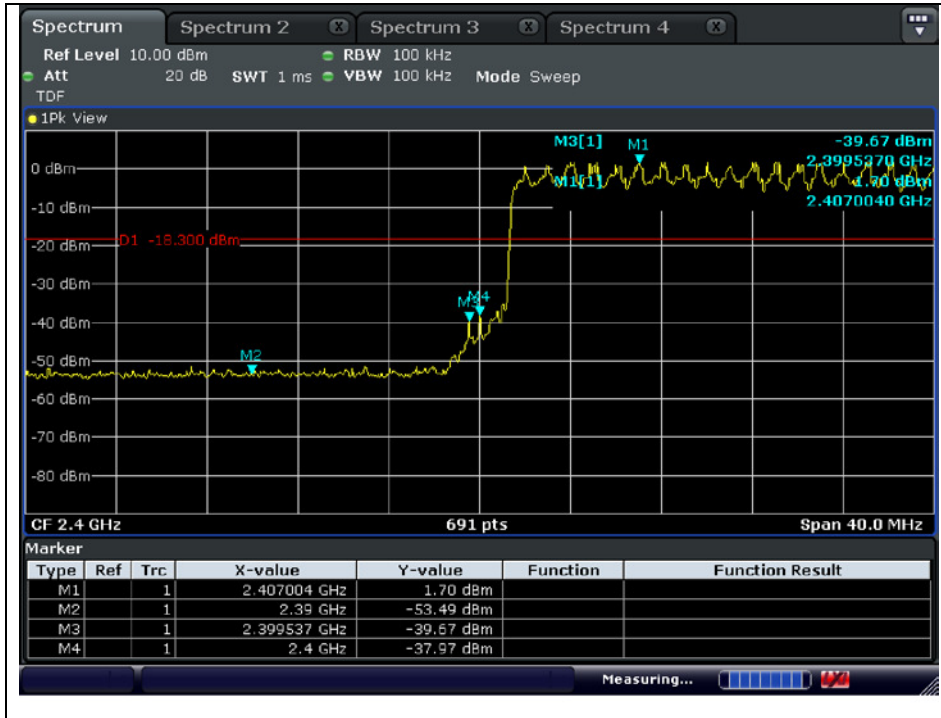 Spectrum Spectrum 2 Spectrum 3 Spectrum 4
Ref Level 10.00 dBm RBW 100 kHz
Att 20 dB SWT 1 ms VBW 100 kHz Mode Sweep
TDF
1Pk View
M3[1] -39.67 dBm
2.3995370 GHz
M1[1] 1.70 dBm
2.4070040 GHz
M1
0 dBm
-10 dBm
D1 -18.300 dBm
-20 dBm
-30 dBm
M3 M4
-40 dBm
M2
-50 dBm
-60 dBm
-70 dBm
-80 dBm
CF 2.4 GHz 691 pts Span 40.0 MHz
Marker
Type Ref Trc X-value Y-value Function Function Result
M1 1 2.407004 GHz 1.70 dBm
M2 1 2.39 GHz -53.49 dBm
M3 1 2.399537 GHz -39.67 dBm
M4 1 2.4 GHz -37.97 dBm
Measuring...